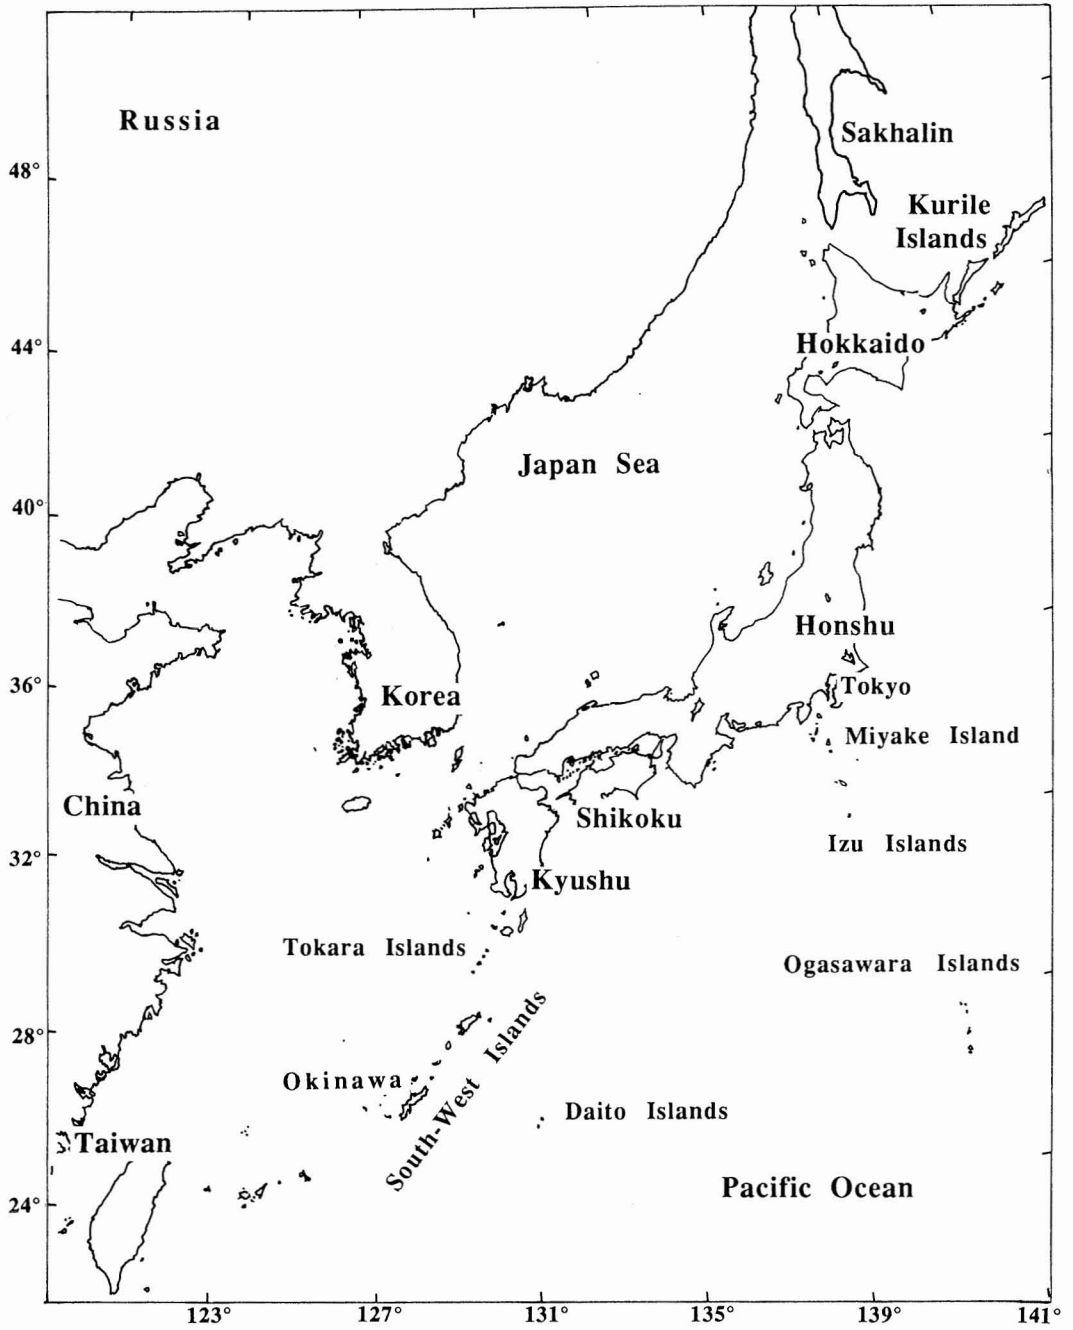 Russia
Sakhalin
48°
Kurile
Islands
44°
Hokkaido
Japan Sea
40°
Honshu
36°
Korea
Tokyo
Miyake Island
China
Shikoku
Izu Islands
32°
Kyushu
Tokara Islands
Ogasawara Islands
28°
South-West Islands
Okinawa
Daito Islands
Taiwan
Pacific Ocean
24°
123°
127°
131°
135°
139°
141°